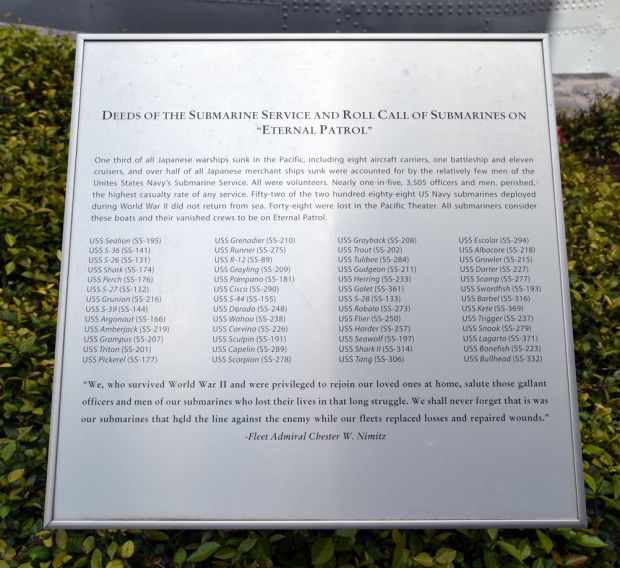 DEEDS OF THE SUBMARINE SERVICE AND ROLL CALL OF SUBMARINES ON
"ETERNAL PATROL"
One third of all Japanese warships sunk in the Pacific, including eight aircraft carriers, one battleship and eleven
cruisers, and over half of all Japanese merchant ships sunk were accounted for by the relatively few men of the
Unites States Navy's Submarine Service. All were volunteers. Nearly one-in-five, 3,505 officers and men, perished,
the highest casualty rate of any service. Fifty-two of the two hundred eighty-eight US Navy submarines deployed
during World War II did not return from sea. Forty-eight were lost in the Pacific Theater. All submariners consider
these boats and their vanished crews to be on Eternal Patrol.
USS Sealion (SS-195)
USS S-36 (SS-141)
USS S-26 (SS-131)
USS Shark (SS-174)
USS Perch (SS-176)
USS S-27 (SS-132)
USS Grunion (SS-216)
USS S-39 (SS-144)
USS Argonaut (SS-166)
USS Amberjack (SS-219)
USS Grampus (SS-207)
USS Triton (SS-201)
USS Pickerel (SS-177)
USS Grenadier (SS-210)
USS Runner (SS-275)
USS R-12 (SS-89)
USS Grayling (SS-209)
USS Pompano (SS-181)
USS Cisco (SS-290)
USS S-44 (SS-155)
USS Dorado (SS-248)
USS Wahoo (SS-238)
USS Corvina (SS-226)
USS Sculpin (SS-191)
USS Capelin (SS-289)
USS Scorpion (SS-278)
USS Grayback (SS-208)
USS Trout (SS-202)
USS Tulibee (SS-284)
USS Gudgeon (SS-211)
USS Herring (SS-233)
USS Golet (SS-361)
USS S-28 (SS-133)
USS Robalo (SS-273)
USS Flier (SS-250)
USS Harder (SS-257)
USS Seawolf (SS-197)
USS Shark II (SS-314)
USS Tang (SS-306)
USS Escolar (SS-294)
USS Albacore (SS-218)
USS Growler (SS-215)
USS Darter (SS-227)
USS Scamp (SS-277)
USS Swordfish (SS-193)
USS Barbel (SS-316)
USS Kete (SS-369)
USS Trigger (SS-237)
USS Snook (SS-279)
USS Lagarto (SS-371)
USS Bonefish (SS-223)
USS Bullhead (SS-332)
"We, who survived World War II and were privileged to rejoin our loved ones at home, salute those gallant
officers and men of our submarines who lost their lives in that long struggle. We shall never forget that is was
our submarines that held the line against the enemy while our fleets replaced losses and repaired wounds."
-Fleet Admiral Chester W. Nimitz